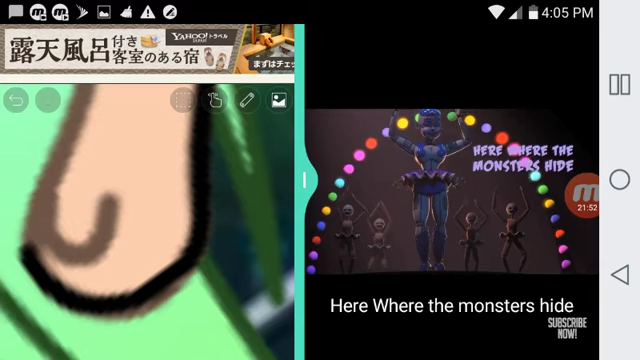 4:05 PM
露天風呂付き客室のある宿
YAHOO! トラベル
JAPAN
まずはチェッ
HERE WHERE THE
MONSTERS HIDE
21:52
Here Where the monsters hide
SUBSCRIBE
NOW!